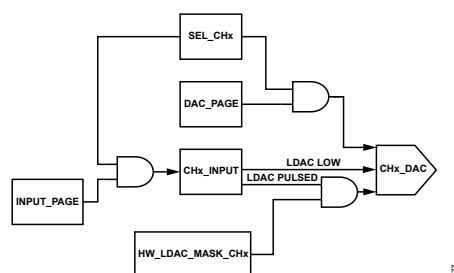 SEL_CHx
DAC_PAGE
LDAC LOW
CHx_INPUT
CHx_DAC
LDAC PULSED
INPUT_PAGE
HW_LDAC_MASK_CHx